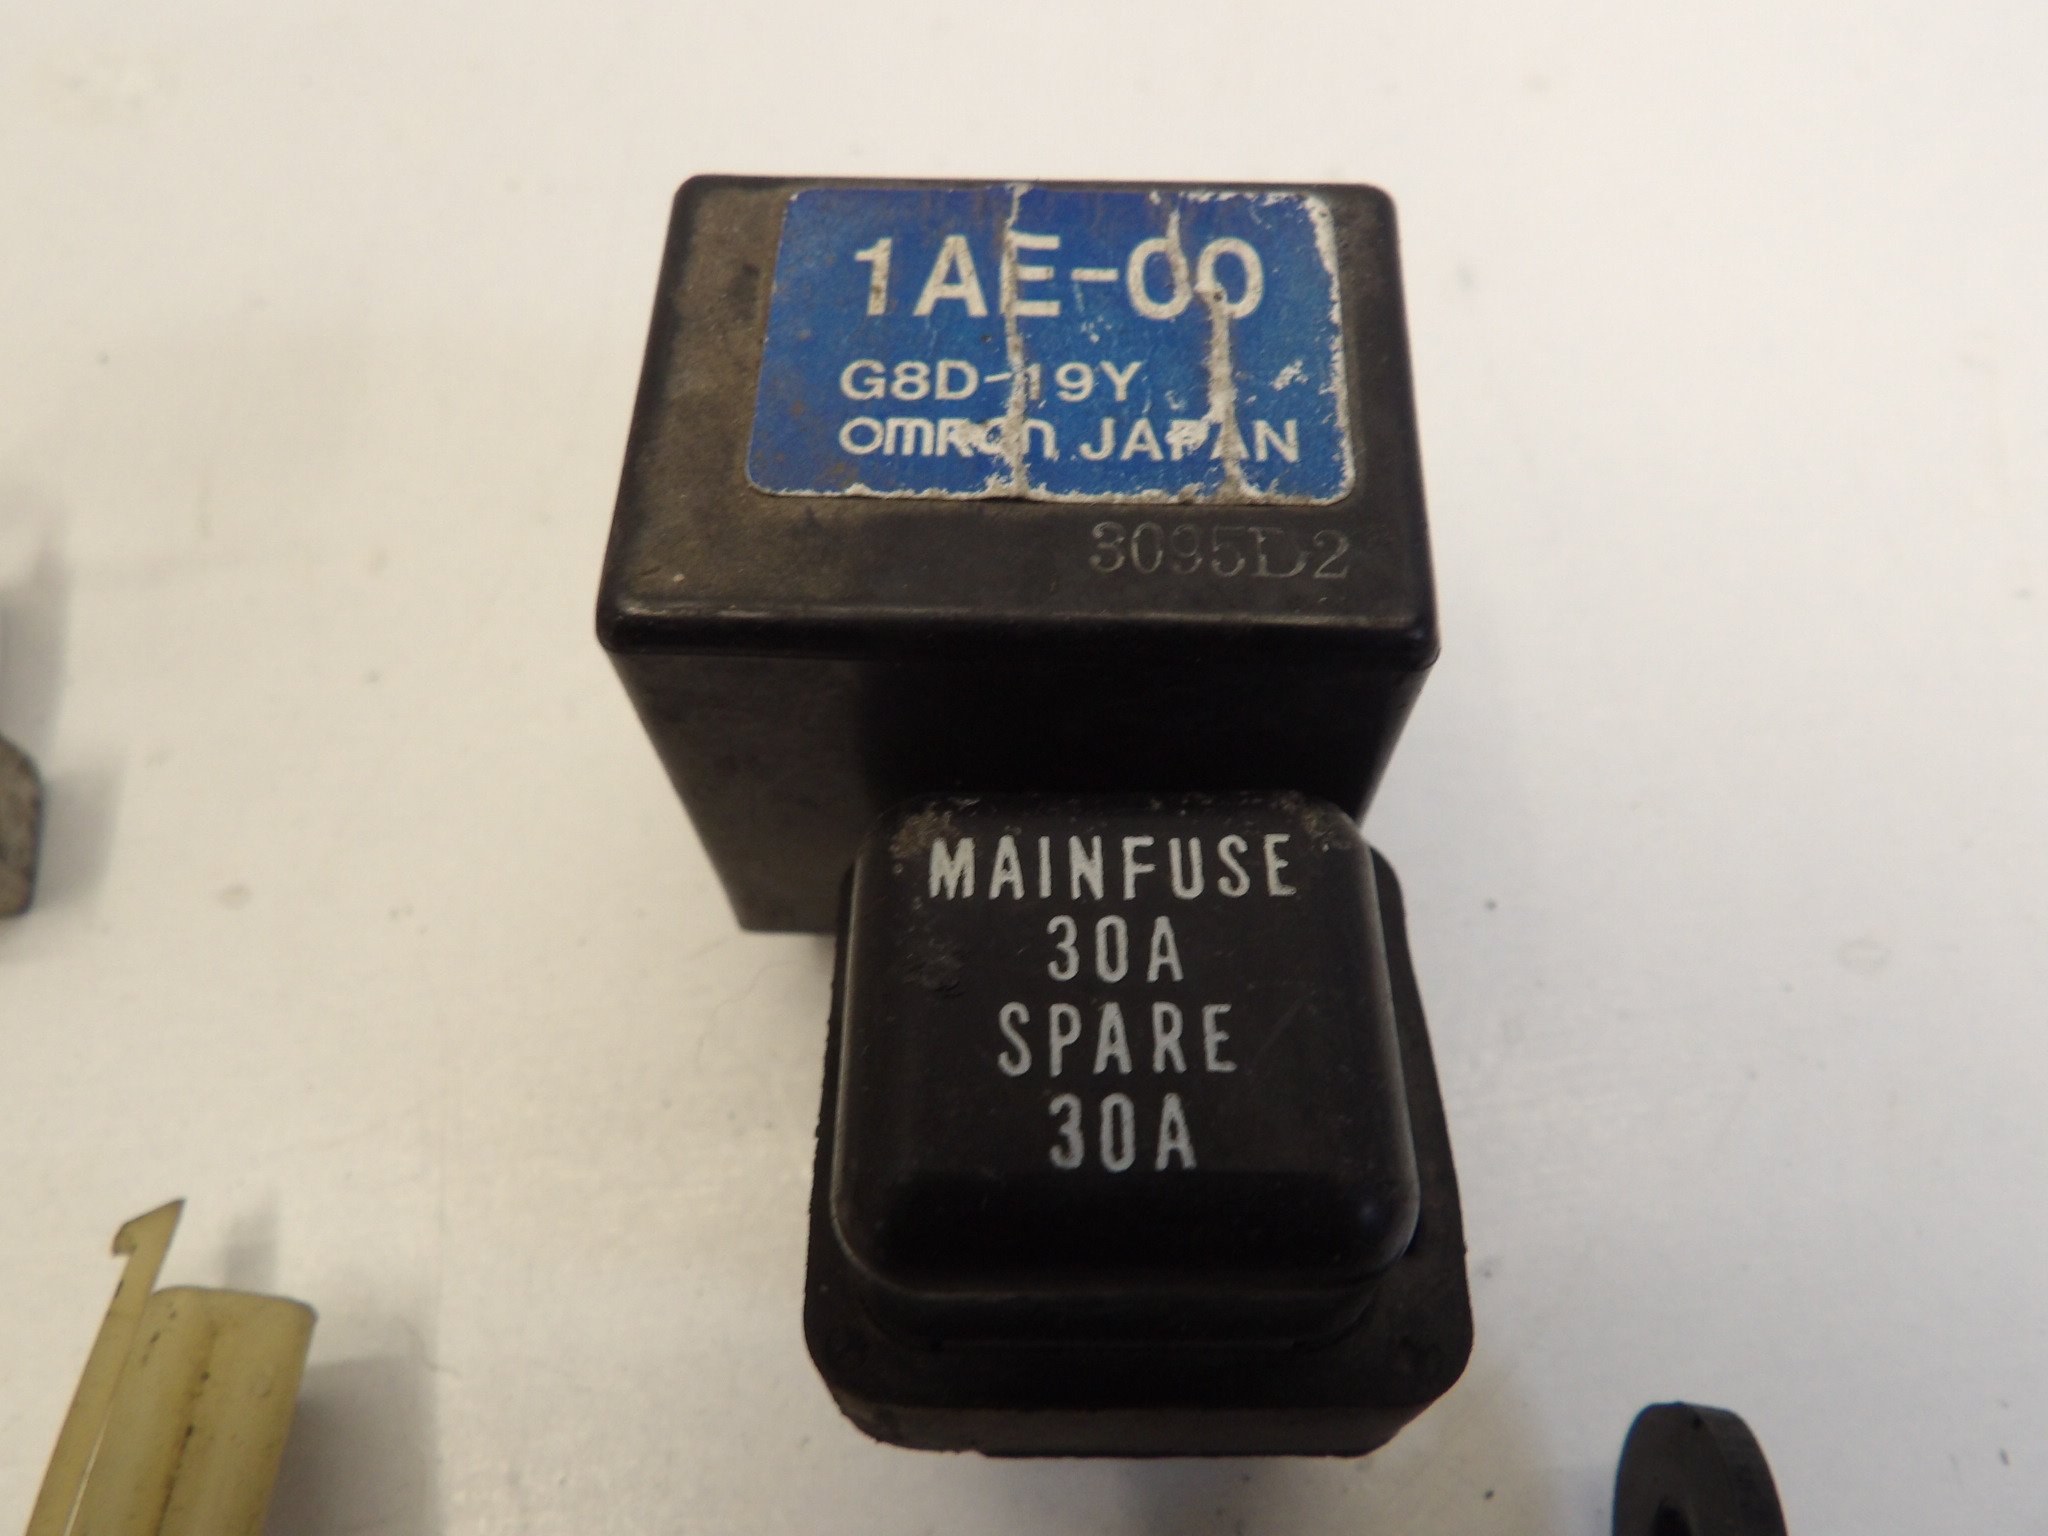 1AE-00
G8D-19Y
OMRON JAPAN
3095D2
MAINFUSE
30A
SPARE
30A